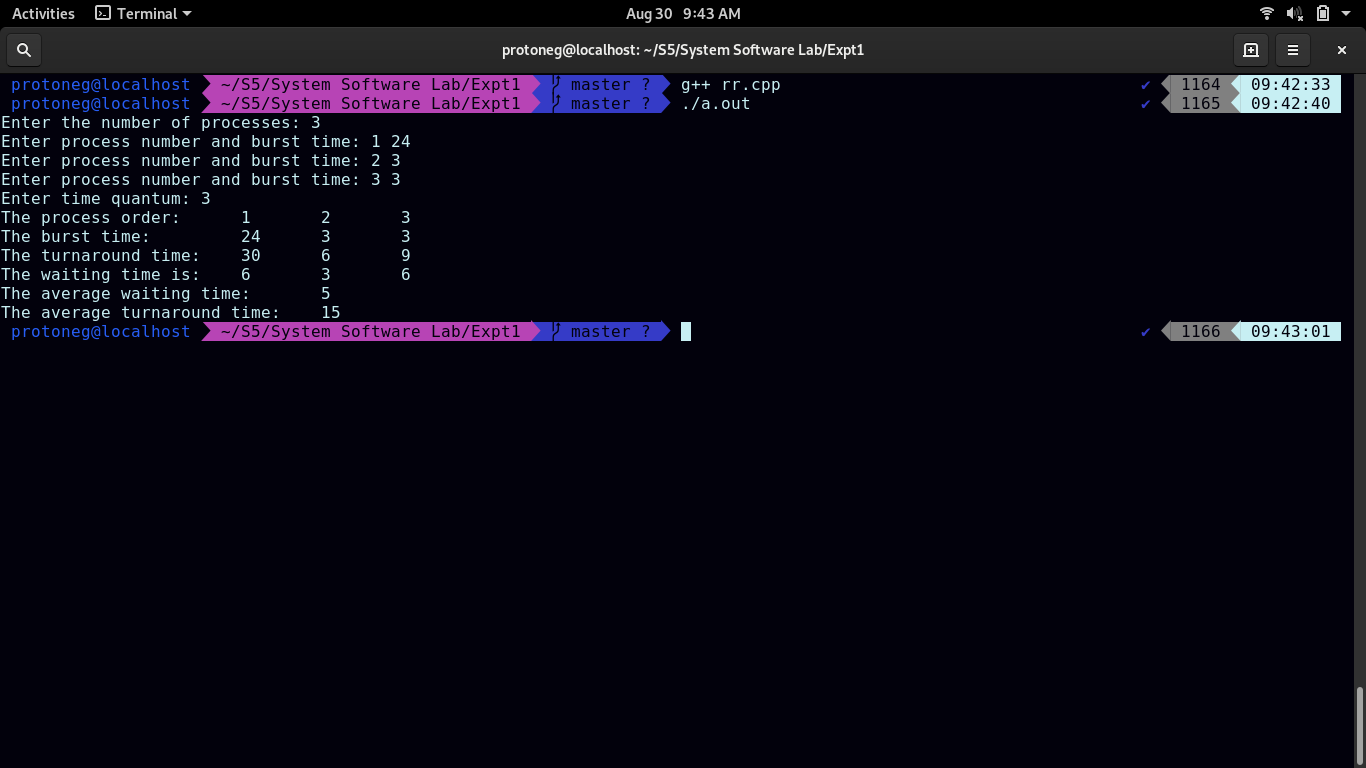 Activities Terminal Aug 30 9:43 AM
protoneg@localhost: ~/S5/System Software Lab/Expt1
protoneg@localhost ~/S5/System Software Lab/Expt1 master ? g++ rr.cpp ✔ 1164 09:42:33
protoneg@localhost ~/S5/System Software Lab/Expt1 master ? ./a.out ✔ 1165 09:42:40
Enter the number of processes: 3
Enter process number and burst time: 1 24
Enter process number and burst time: 2 3
Enter process number and burst time: 3 3
Enter time quantum: 3
The process order: 1 2 3
The burst time: 24 3 3
The turnaround time: 30 6 9
The waiting time is: 6 3 6
The average waiting time: 5
The average turnaround time: 15
protoneg@localhost ~/S5/System Software Lab/Expt1 master ? ✔ 1166 09:43:01